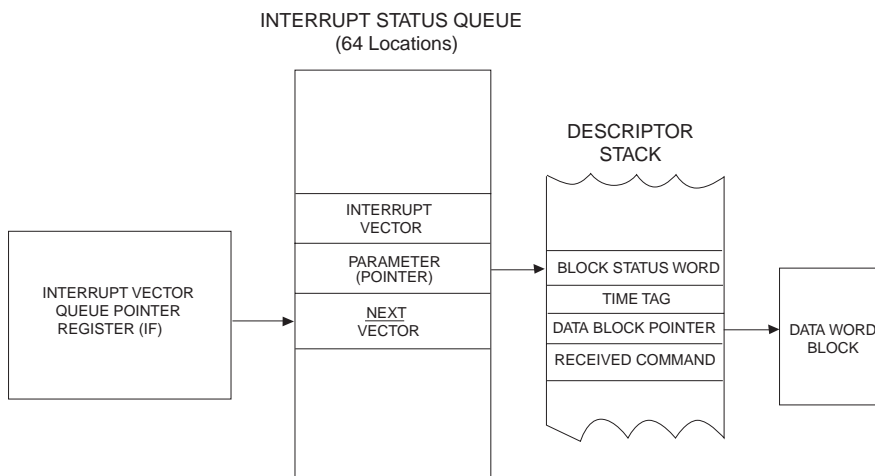 INTERRUPT STATUS QUEUE
(64 Locations)
DESCRIPTOR
STACK
INTERRUPT
VECTOR
PARAMETER
(POINTER)
NEXT
VECTOR
INTERRUPT VECTOR
QUEUE POINTER
REGISTER (IF)
BLOCK STATUS WORD
TIME TAG
DATA BLOCK POINTER
RECEIVED COMMAND
DATA WORD
BLOCK